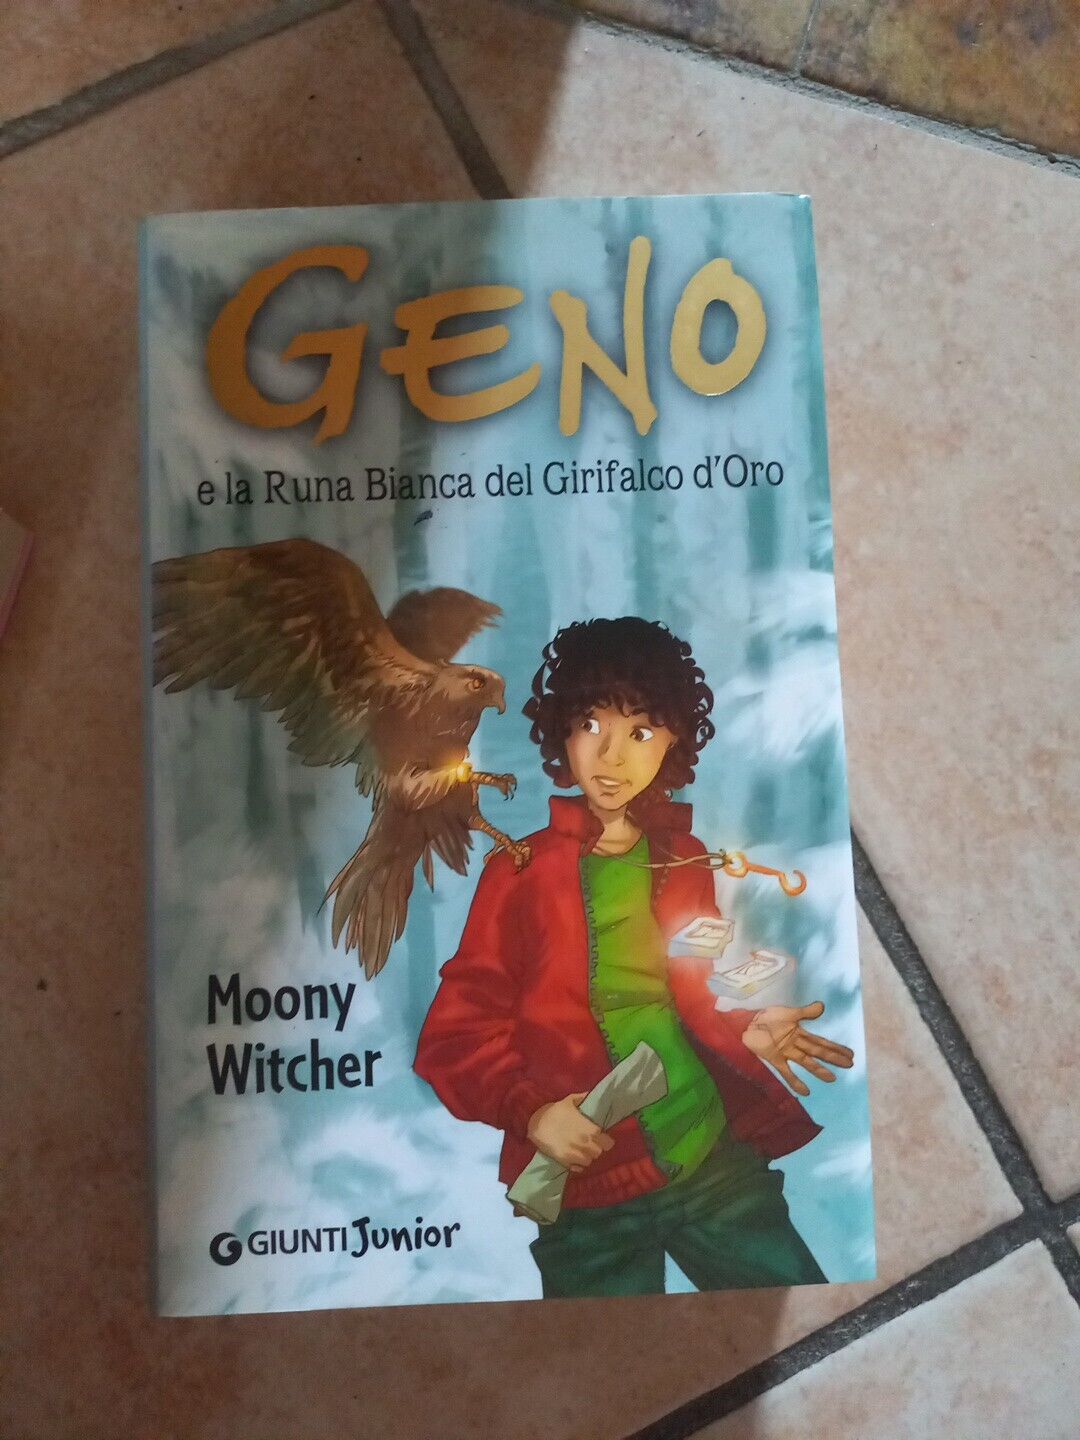 GENO
e la Runa Bianca del Girifalco d'Oro
Moony
Witcher
GIUNTI Junior